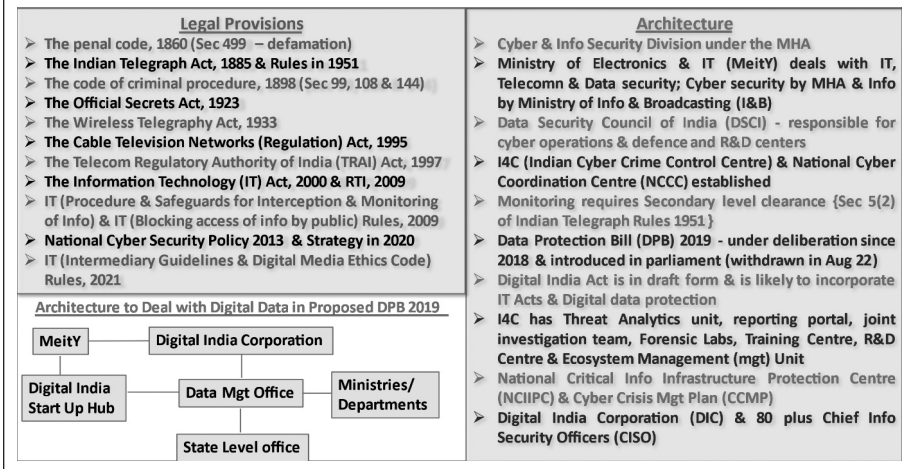 Legal Provisions
➢ The penal code, 1860 (Sec 499 – defamation)
➢ The Indian Telegraph Act, 1885 & Rules in 1951
➢ The code of criminal procedure, 1898 (Sec 99, 108 & 144)
➢ The Official Secrets Act, 1923
➢ The Wireless Telegraphy Act, 1933
➢ The Cable Television Networks (Regulation) Act, 1995
➢ The Telecom Regulatory Authority of India (TRAI) Act, 1997
➢ The Information Technology (IT) Act, 2000 & RTI, 2009
➢ IT (Procedure & Safeguards for Interception & Monitoring
of Info) & IT (Blocking access of info by public) Rules, 2009
➢ National Cyber Security Policy 2013 & Strategy in 2020
➢ IT (Intermediary Guidelines & Digital Media Ethics Code)
Rules, 2021
Architecture to Deal with Digital Data in Proposed DPB 2019
MeitY
Digital India Corporation
Digital India
Start Up Hub
Data Mgt Office
Ministries/
Departments
State Level office
Architecture
➢ Cyber & Info Security Division under the MHA
➢ Ministry of Electronics & IT (MeitY) deals with IT,
Telecomn & Data security; Cyber security by MHA & Info
by Ministry of Info & Broadcasting (I&B)
➢ Data Security Council of India (DSCI) - responsible for
cyber operations & defence and R&D centers
➢ I4C (Indian Cyber Crime Control Centre) & National Cyber
Coordination Centre (NCCC) established
➢ Monitoring requires Secondary level clearance {Sec 5(2)
of Indian Telegraph Rules 1951}
➢ Data Protection Bill (DPB) 2019 - under deliberation since
2018 & introduced in parliament (withdrawn in Aug 22)
➢ Digital India Act is in draft form & is likely to incorporate
IT Acts & Digital data protection
➢ I4C has Threat Analytics unit, reporting portal, joint
investigation team, Forensic Labs, Training Centre, R&D
Centre & Ecosystem Management (mgt) Unit
➢ National Critical Info Infrastructure Protection Centre
(NCIIPC) & Cyber Crisis Mgt Plan (CCMP)
➢ Digital India Corporation (DIC) & 80 plus Chief Info
Security Officers (CISO)